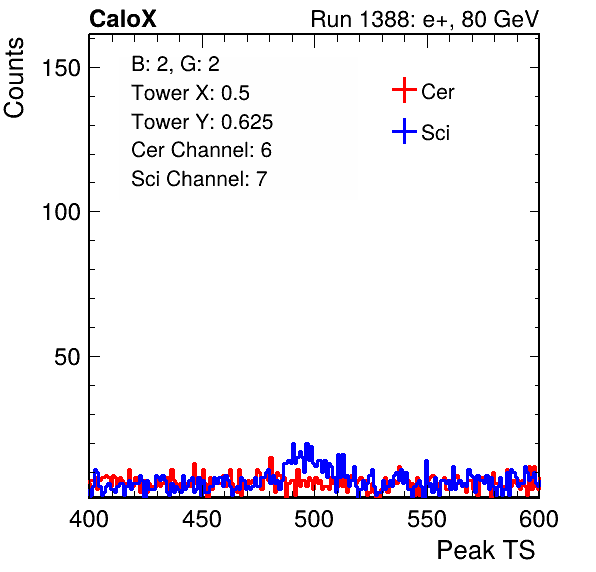 CaloX
Run 1388: e+, 80 GeV
Counts
B: 2, G: 2
Tower X: 0.5
Tower Y: 0.625
Cer Channel: 6
Sci Channel: 7
Cer
Sci
150
100
50
400
450
500
550
600
Peak TS